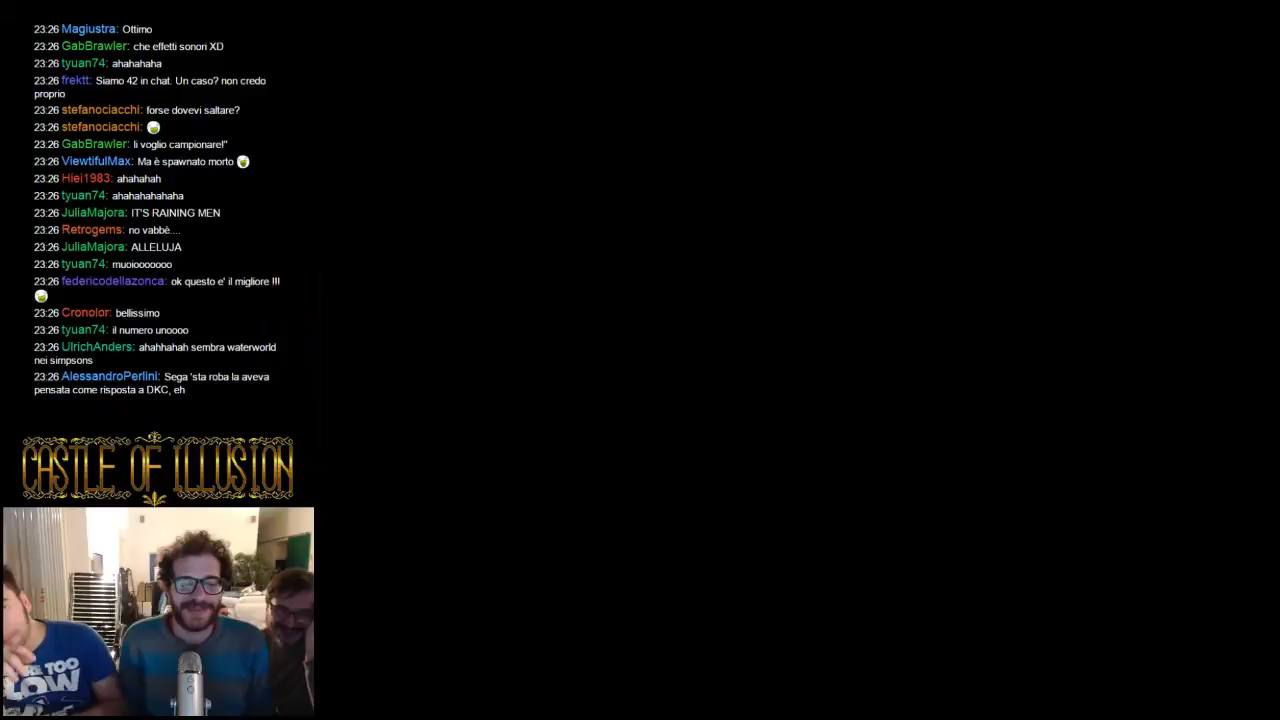 23:26 Magiustra: Ottimo
23:26 GabBrawler: che effetti sonori XD
23:26 tyuan74: ahahahaha
23:26 frektt: Siamo 42 in chat. Un caso? non credo
proprio
23:26 stefanociacchi: forse dovevi saltare?
23:26 stefanociacchi:
23:26 GabBrawler: li voglio campionare!"
23:26 ViewtifulMax: Ma è spawnato morto
23:26 Hiei1983: ahahahah
23:26 tyuan74: ahahahahahaha
23:26 JuliaMajora: IT'S RAINING MEN
23:26 Retrogems: no vabbè....
23:26 JuliaMajora: ALLELUJA
23:26 tyuan74: muoiooooooo
23:26 federicodellazonca: ok questo e' il migliore !!!
23:26 Cronolor: bellissimo
23:26 tyuan74: il numero unoooo
23:26 UlrichAnders: ahahhahah sembra waterworld
nei simpsons
23:26 AlessandroPerlini: Sega 'sta roba la aveva
pensata come risposta a DKC, eh
CASTLE OF ILLUSION
RE TOO
LOW